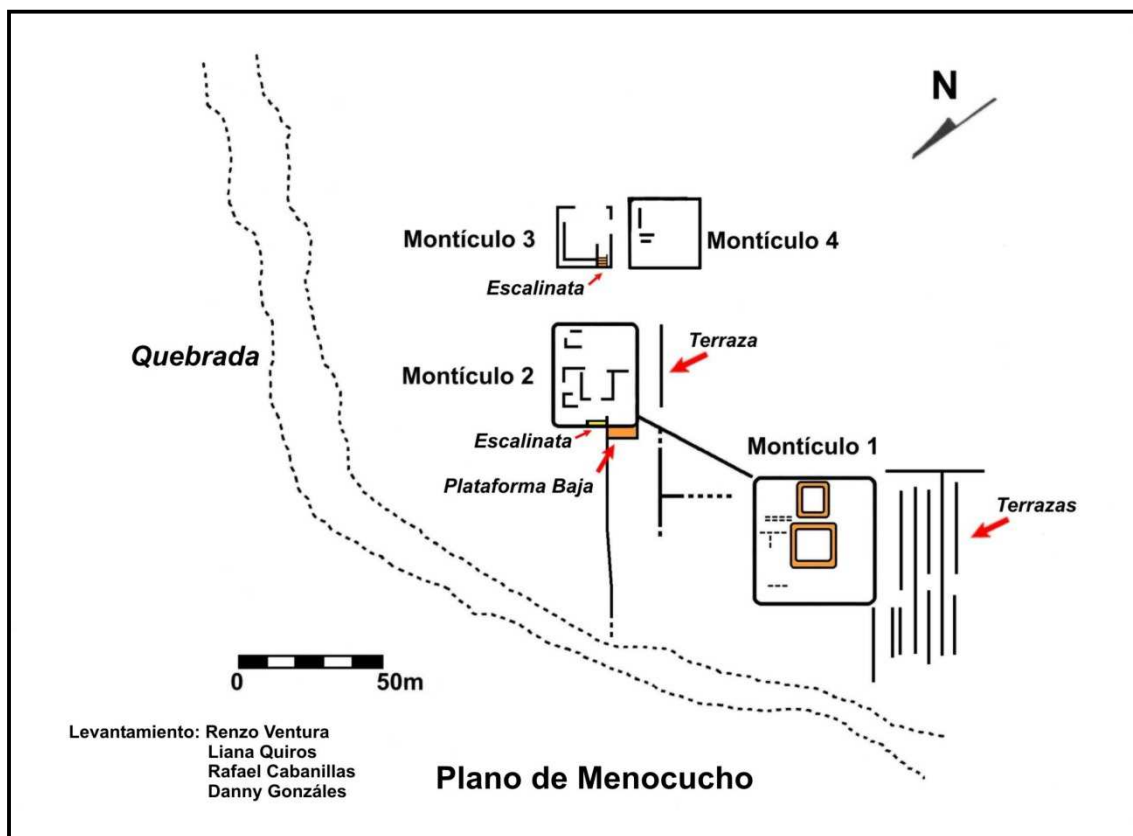 N
Montículo 3
Montículo 4
Escalinata
Quebrada
Terraza
Montículo 2
Escalinata
Montículo 1
Plataforma Baja
Terrazas
0 50m
Levantamiento: Renzo Ventura
Liana Quiros
Rafael Cabanillas
Danny Gonzáles
Plano de Menocucho